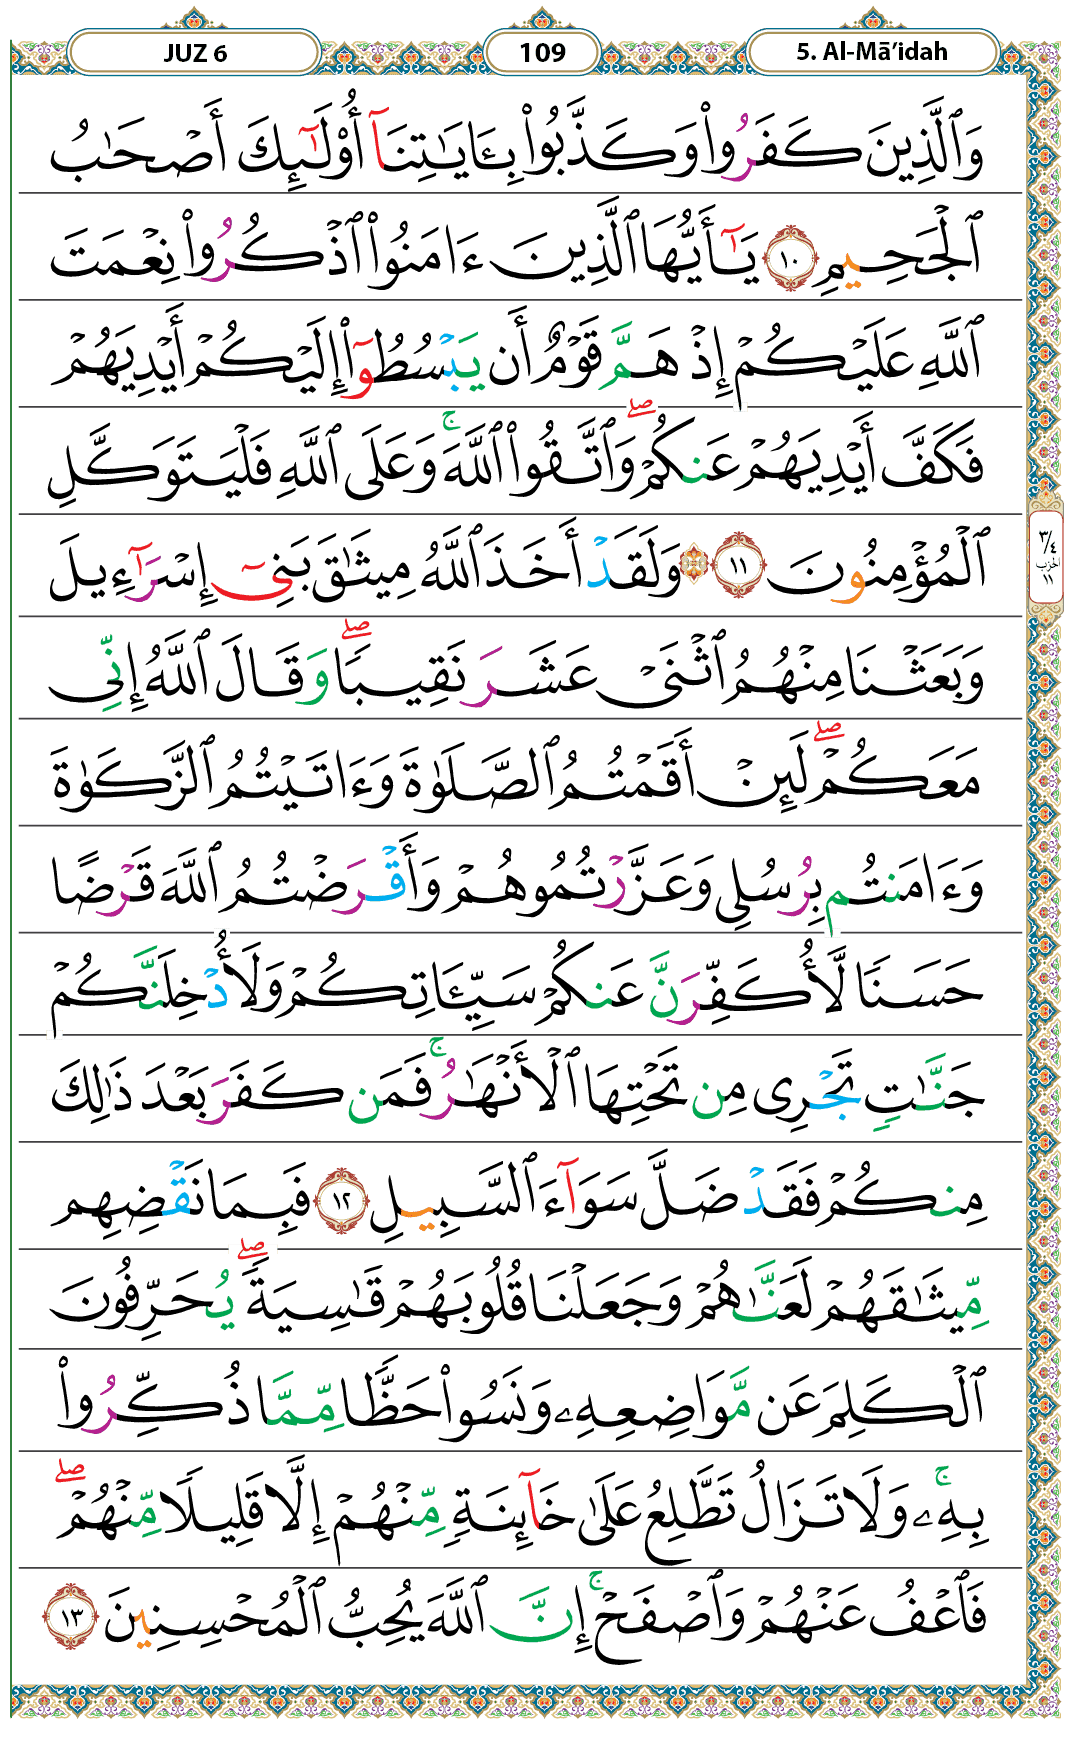 JUZ 6 109 5. Al-Mā’idah
وَٱلَّذِينَ كَفَرُوا۟ وَكَذَّبُوا۟ بِـَٔايَـٰتِنَآ أُو۟لَـٰٓئِكَ أَصْحَـٰبُ
ٱلْجَحِيمِ ١٠ يَـٰٓأَيُّهَا ٱلَّذِينَ ءَامَنُوا۟ ٱذْكُرُوا۟ نِعْمَتَ
ٱللَّهِ عَلَيْكُمْ إِذْ هَمَّ قَوْمٌ أَن يَبْسُطُوٓا۟ إِلَيْكُمْ أَيْدِيَهُمْ
فَكَفَّ أَيْدِيَهُمْ عَنكُمْ ۖ وَٱتَّقُوا۟ ٱللَّهَ ۚ وَعَلَى ٱللَّهِ فَلْيَتَوَكَّلِ
ٱلْمُؤْمِنُونَ ١١ ۞ وَلَقَدْ أَخَذَ ٱللَّهُ مِيثَـٰقَ بَنِىٓ إِسْرَٰٓءِيلَ
٣/٤
الحزب
١١
وَبَعَثْنَا مِنْهُمُ ٱثْنَىْ عَشَرَ نَقِيبًا ۖ وَقَالَ ٱللَّهُ إِنِّى
مَعَكُمْ ۖ لَئِنْ أَقَمْتُمُ ٱلصَّلَوٰةَ وَءَاتَيْتُمُ ٱلزَّكَوٰةَ
وَءَامَنتُم بِرُسُلِى وَعَزَّرْتُمُوهُمْ وَأَقْرَضْتُمُ ٱللَّهَ قَرْضًا
حَسَنًا لَّأُكَفِّرَنَّ عَنكُمْ سَيِّـَٔاتِكُمْ وَلَأُدْخِلَنَّكُمْ
جَنَّـٰتٍ تَجْرِى مِن تَحْتِهَا ٱلْأَنْهَـٰرُ ۚ فَمَن كَفَرَ بَعْدَ ذَٰلِكَ
مِنكُمْ فَقَدْ ضَلَّ سَوَآءَ ٱلسَّبِيلِ ١٢ فَبِمَا نَقْضِهِم
مِّيثَـٰقَهُمْ لَعَنَّـٰهُمْ وَجَعَلْنَا قُلُوبَهُمْ قَـٰسِيَةً ۖ يُحَرِّفُونَ
ٱلْكَلِمَ عَن مَّوَاضِعِهِۦ وَنَسُوا۟ حَظًّا مِّمَّا ذُكِّرُوا۟
بِهِۦ ۚ وَلَا تَزَالُ تَطَّلِعُ عَلَىٰ خَآئِنَةٍ مِّنْهُمْ إِلَّا قَلِيلًا مِّنْهُمْ ۖ
فَٱعْفُ عَنْهُمْ وَٱصْفَحْ ۚ إِنَّ ٱللَّهَ يُحِبُّ ٱلْمُحْسِنِينَ ١٣